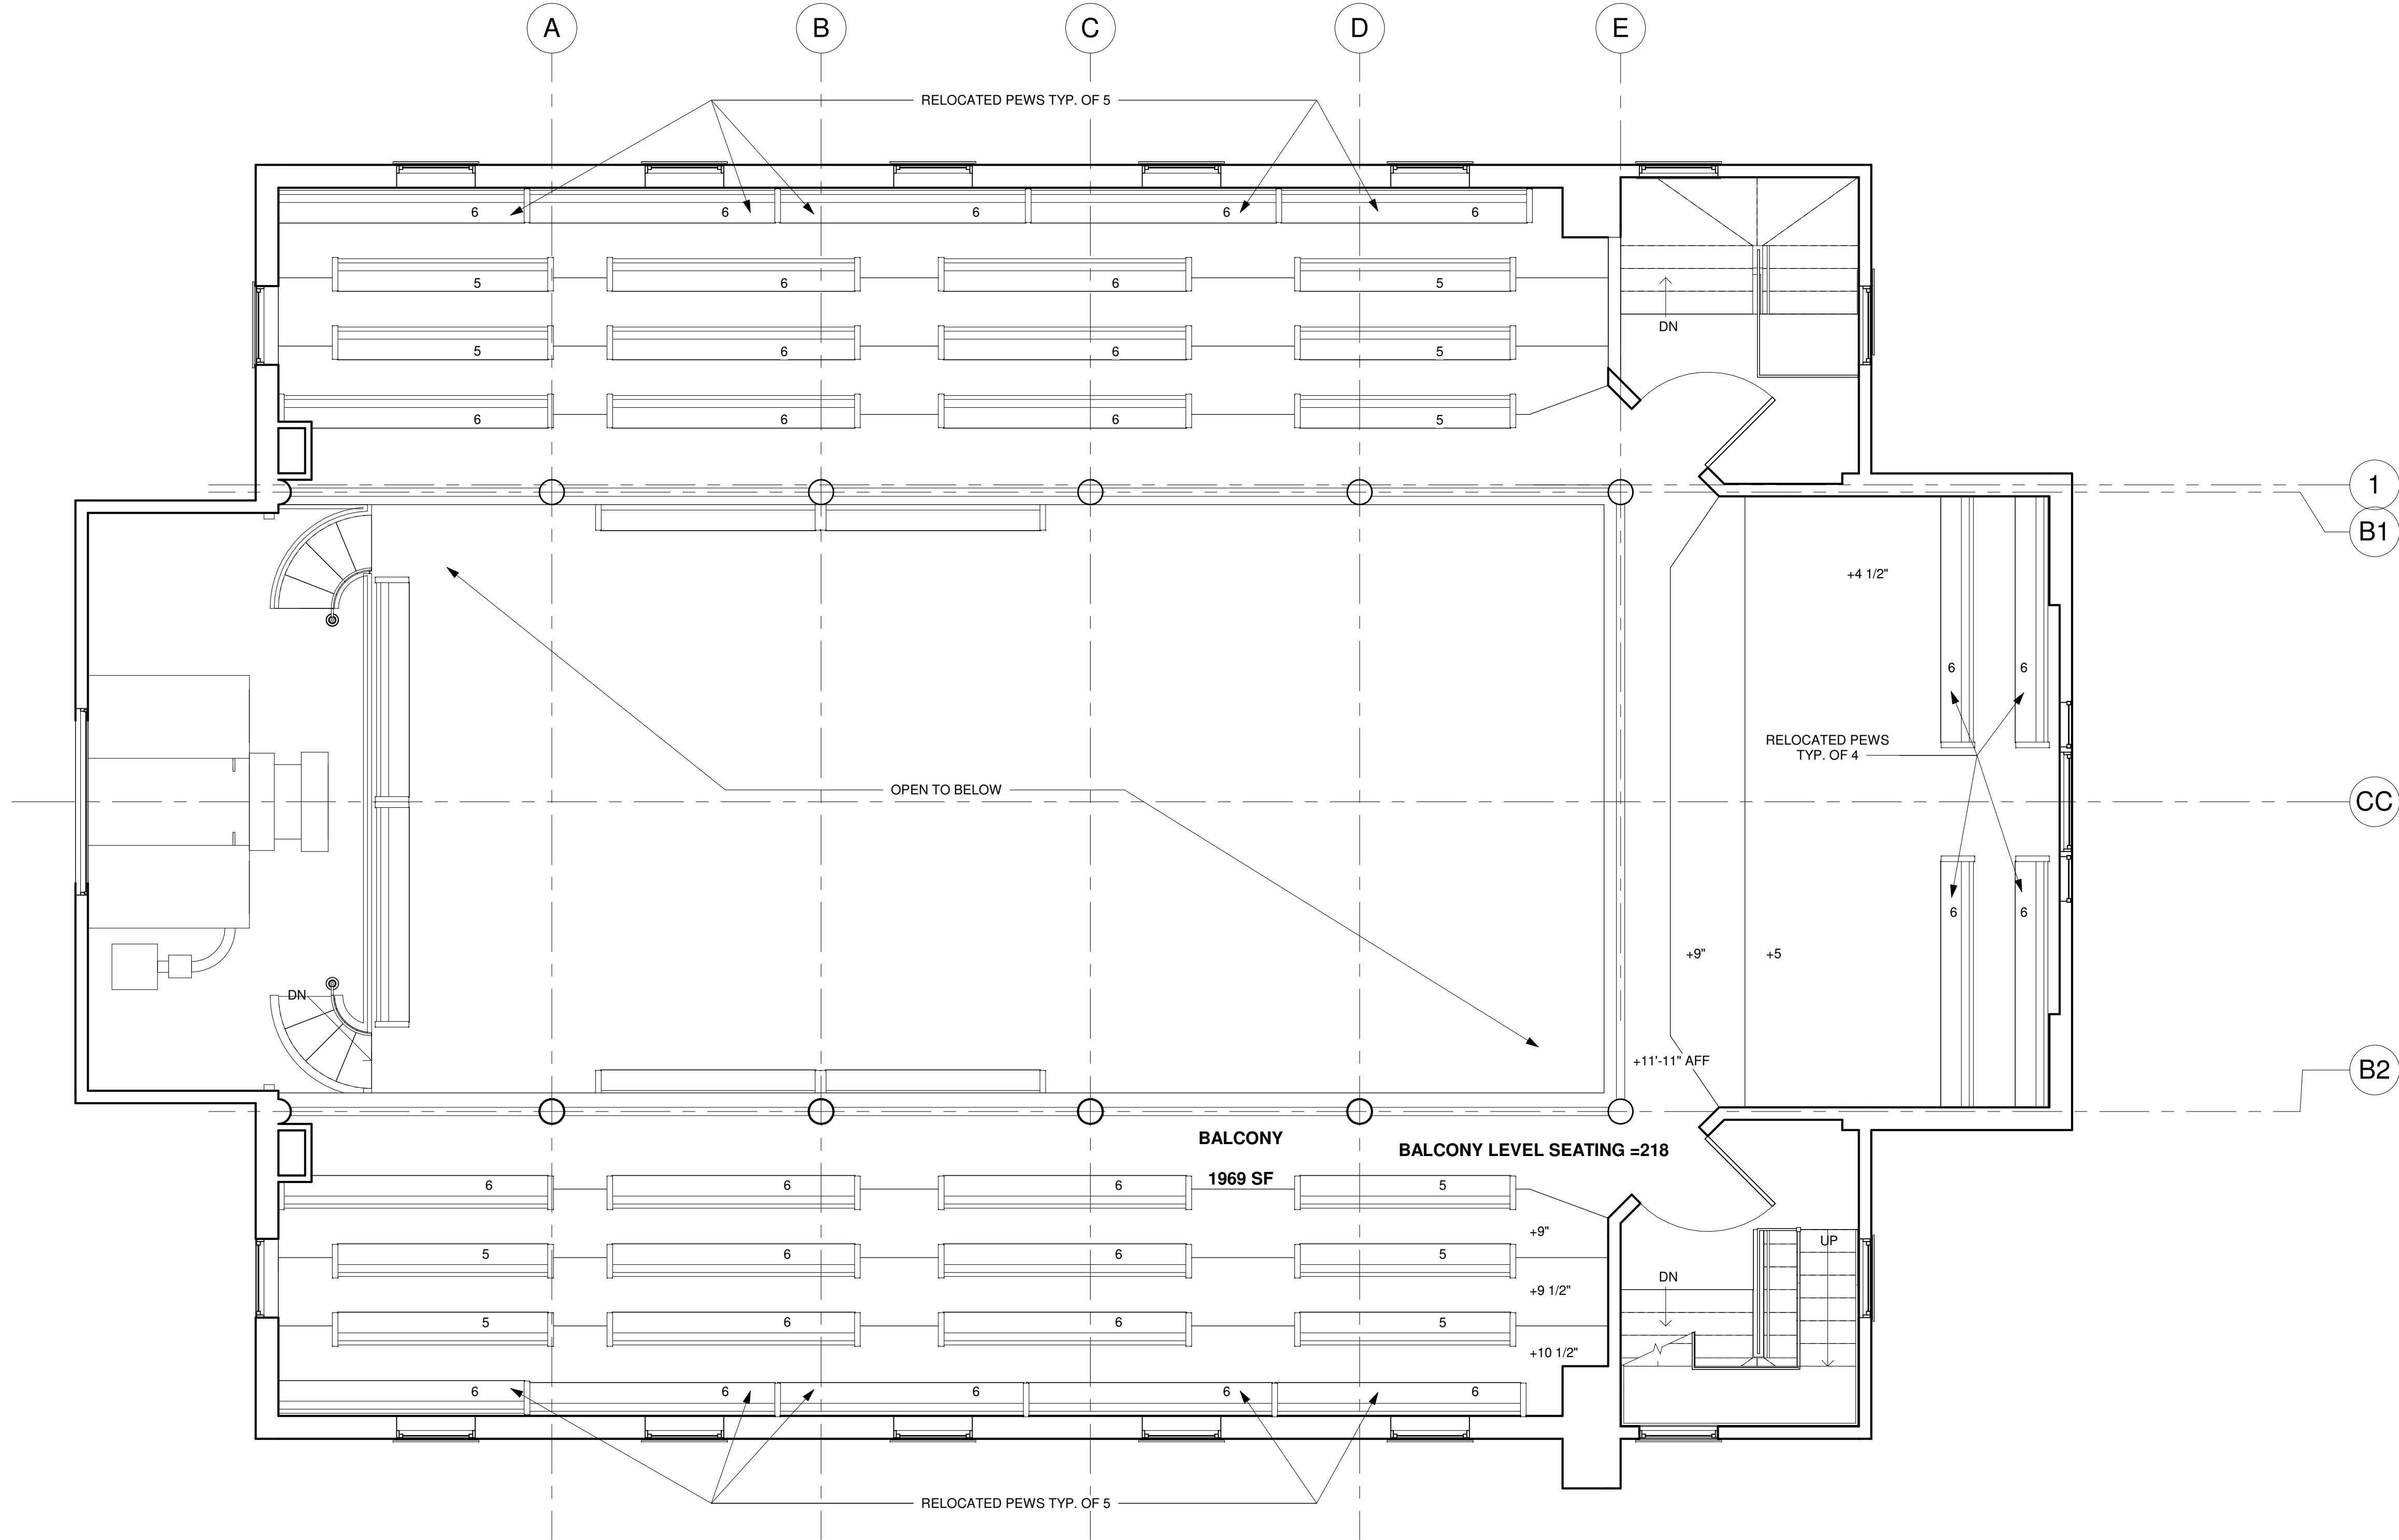 A B C D E
RELOCATED PEWS TYP. OF 5
6 6 6 6 6
5 6 6 5
DN
5 6 6 5
6 6 6 5
1
B1
+4 1/2"
6 6
RELOCATED PEWS
TYP. OF 4
OPEN TO BELOW
CC
6 6
+9" +5
DN
+11'-11" AFF
B2
BALCONY
BALCONY LEVEL SEATING =218
1969 SF
6 6 6 5
+9"
UP
5 6 6 5
DN
+9 1/2"
5 6 6 5
+10 1/2"
6 6 6 6 6
RELOCATED PEWS TYP. OF 5